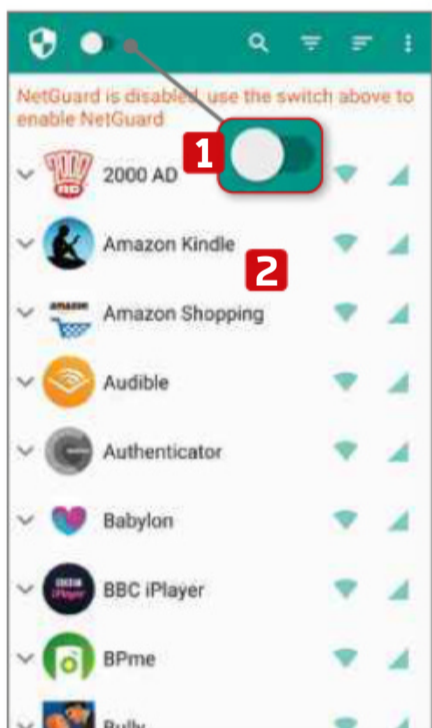 NetGuard is disabled, use the switch above to
enable NetGuard
1
2000 AD
Amazon Kindle
2
Amazon Shopping
Audible
Authenticator
Babylon
BBC iPlayer
BPme
Bully